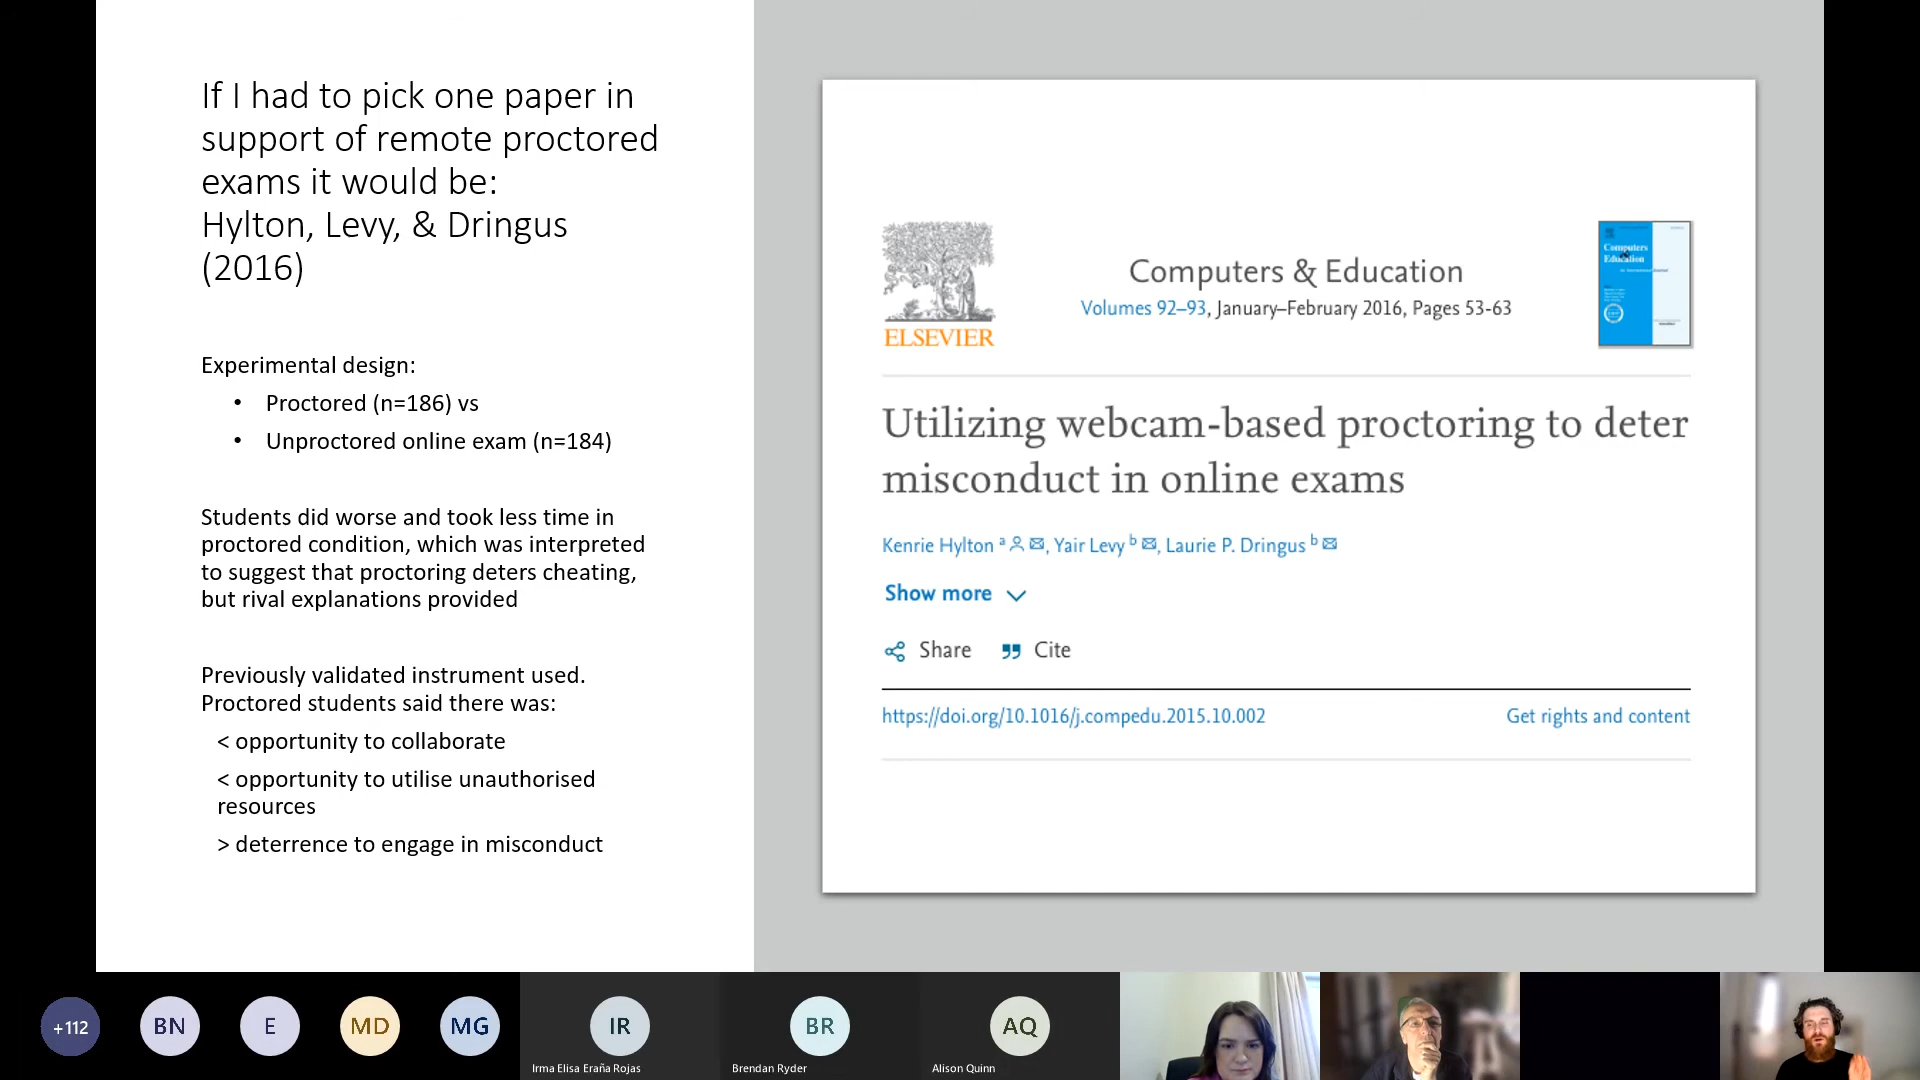 If I had to pick one paper in
support of remote proctored
exams it would be:
Hylton, Levy, & Dringus
(2016)
Experimental design:
• Proctored (n=186) vs
• Unproctored online exam (n=184)
Students did worse and took less time in
proctored condition, which was interpreted
to suggest that proctoring deters cheating,
but rival explanations provided
Previously validated instrument used.
Proctored students said there was:
< opportunity to collaborate
< opportunity to utilise unauthorised
resources
> deterrence to engage in misconduct
ELSEVIER
Computers & Education
Volumes 92–93, January–February 2016, Pages 53-63
Computers
Education
Utilizing webcam-based proctoring to deter
misconduct in online exams
Kenrie Hylton a, Yair Levy b, Laurie P. Dringus b
Show more
Share Cite
https://doi.org/10.1016/j.compedu.2015.10.002 Get rights and content
+112 BN E MD MG IR BR AQ
Irma Elisa Eraña Rojas Brendan Ryder Alison Quinn